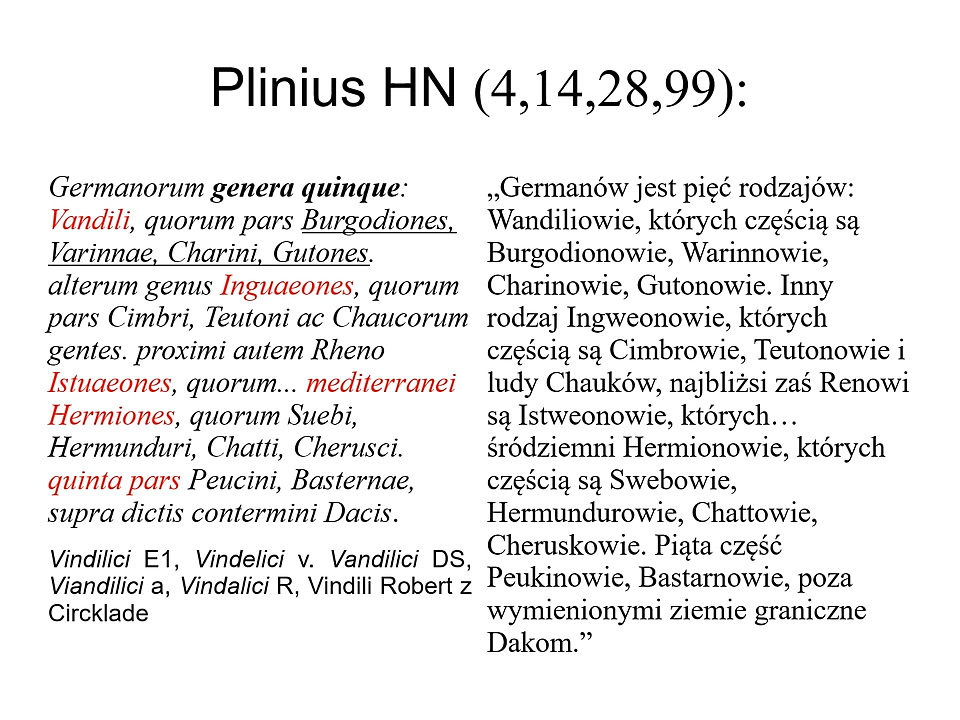 Plinius HN (4,14,28,99):
Germanorum genera quinque:
Vandili, quorum pars Burgodiones,
Varinnae, Charini, Gutones.
alterum genus Inguaeones, quorum
pars Cimbri, Teutoni ac Chaucorum
gentes. proximi autem Rheno
Istuaeones, quorum... mediterranei
Hermiones, quorum Suebi,
Hermunduri, Chatti, Cherusci.
quinta pars Peucini, Basternae,
supra dictis contermini Dacis.
Vindilici E1, Vindelici v. Vandilici DS,
Viandilici a, Vindalici R, Vindili Robert z
Circklade
„Germanów jest pięć rodzajów:
Wandiliowie, których częścią są
Burgodionowie, Warinnowie,
Charinowie, Gutonowie. Inny
rodzaj Ingweonowie, których
częścią są Cimbrowie, Teutonowie i
ludy Chauków, najbliżsi zaś Renowi
są Istweonowie, których…
śródziemni Hermionowie, których
częścią są Swebowie,
Hermundurowie, Chattowie,
Cheruskowie. Piąta część
Peukinowie, Bastarnowie, poza
wymienionymi ziemie graniczne
Dakom.”